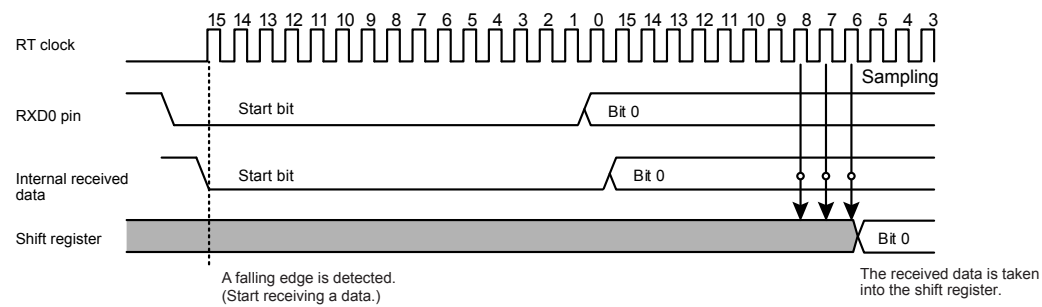 15 14 13 12 11 10 9 8 7 6 5 4 3 2 1 0 15 14 13 12 11 10 9 8 7 6 5 4 3
RT clock
Sampling
RXD0 pin
Start bit
Bit 0
Internal received
data
Start bit
Bit 0
Shift register
Bit 0
A falling edge is detected.
(Start receiving a data.)
The received data is taken
into the shift register.